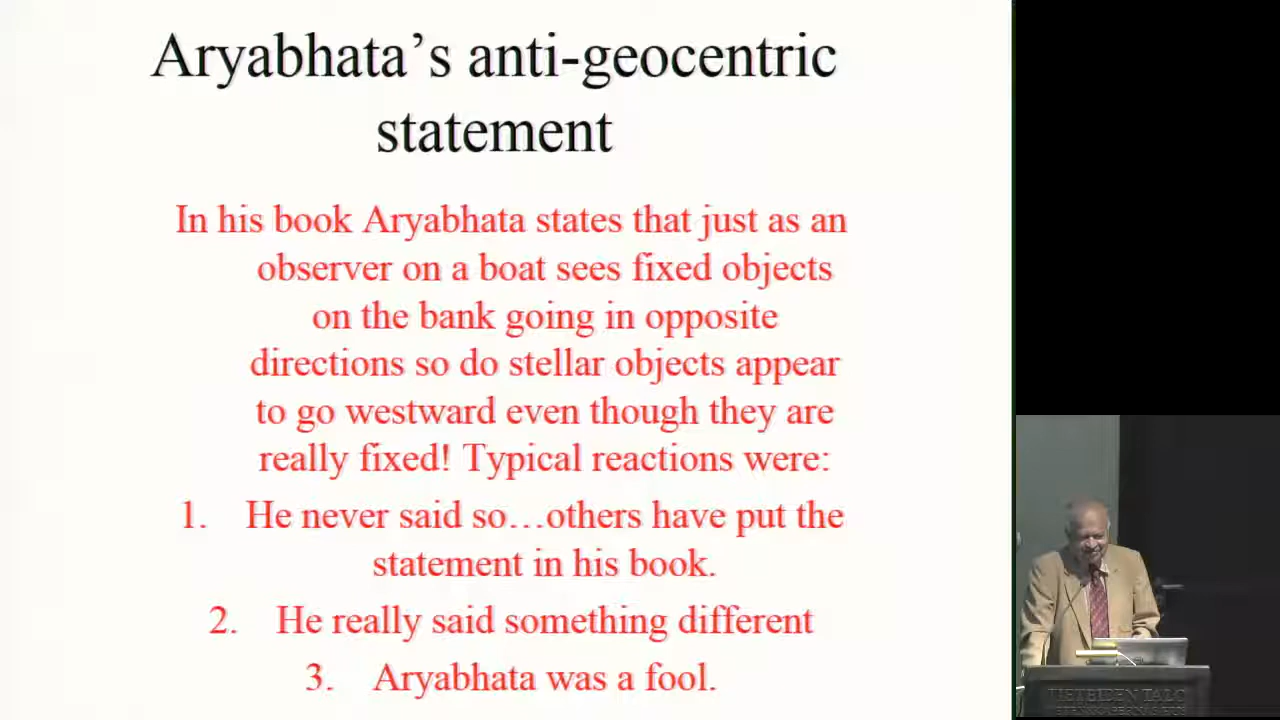 Aryabhata's anti-geocentric
statement
In his book Aryabhata states that just as an
observer on a boat sees fixed objects
on the bank going in opposite
directions so do stellar objects appear
to go westward even though they are
really fixed! Typical reactions were:
1. He never said so…others have put the
statement in his book.
2. He really said something different
3. Aryabhata was a fool.
TIETEIDEN TALO